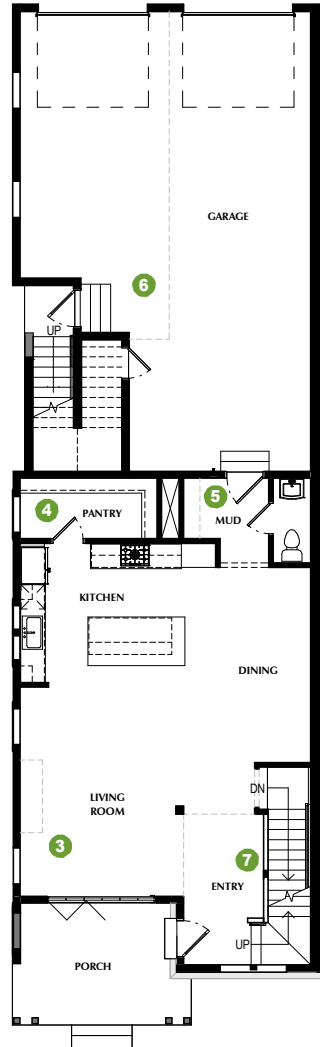 GARAGE
6
UP
4
PANTRY
5
MUD
KITCHEN
DINING
DN
LIVING
ROOM
3
7
ENTRY
UP
PORCH